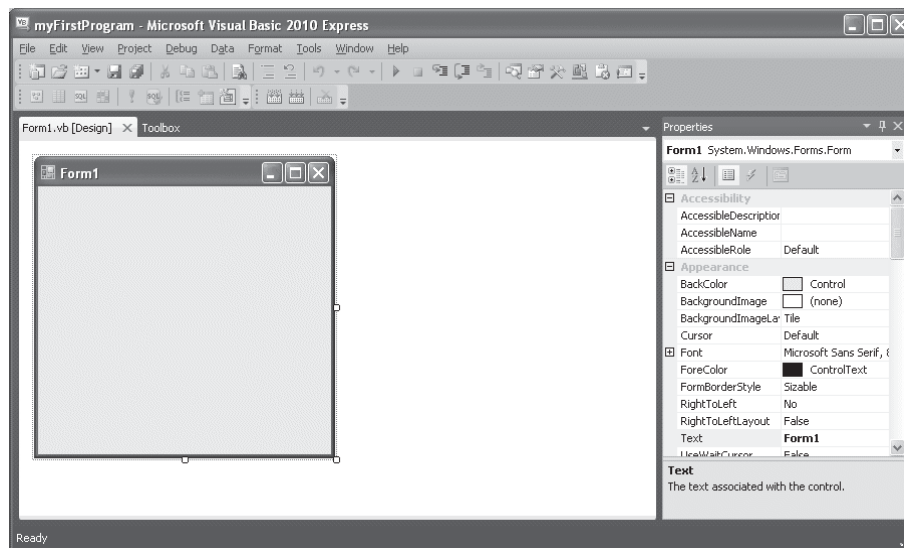 myFirstProgram - Microsoft Visual Basic 2010 Express
File Edit View Project Debug Data Format Tools Window Help
Form1.vb [Design] Toolbox
Form1
Properties
Form1 System.Windows.Forms.Form
Accessibility
AccessibleDescription
AccessibleName
AccessibleRole Default
Appearance
BackColor Control
BackgroundImage (none)
BackgroundImageLa Tile
Cursor Default
Font Microsoft Sans Serif,
ForeColor ControlText
FormBorderStyle Sizable
RightToLeft No
RightToLeftLayout False
Text Form1
UseWaitCursor False
Text
The text associated with the control.
Ready